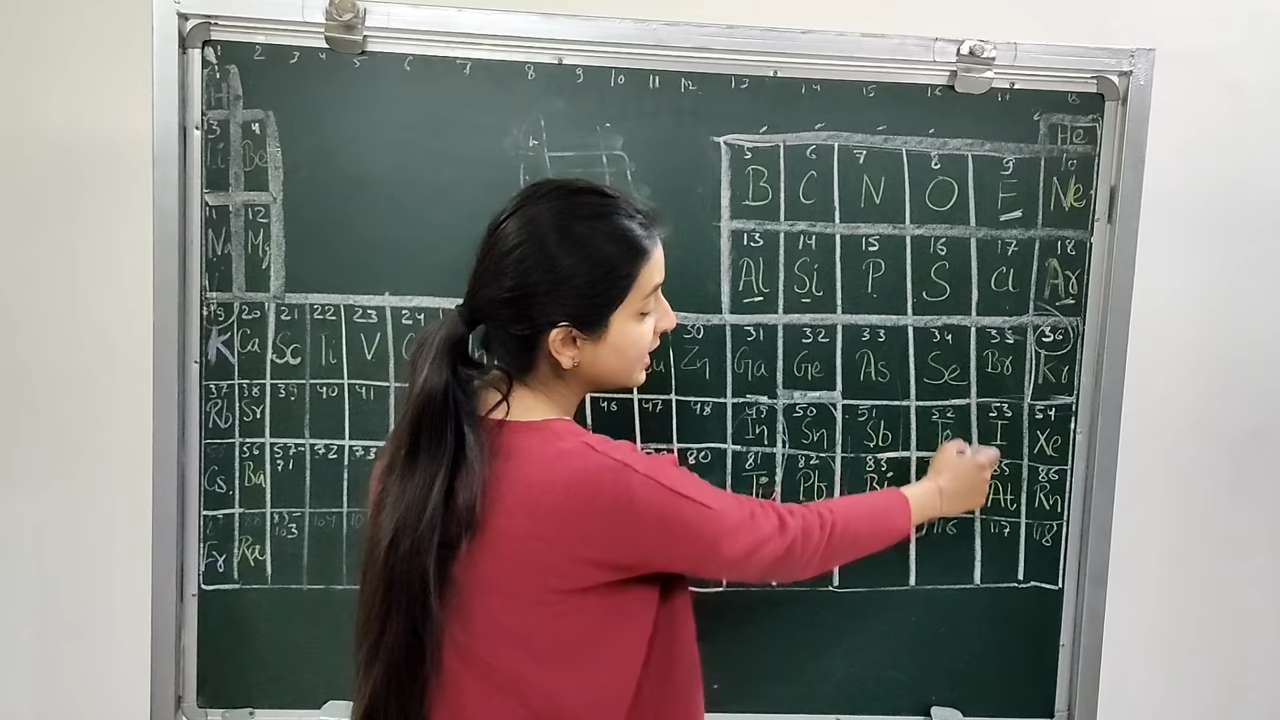 1 2 3 4 5 6 7 8 9 10 11 12 13 14 15 16 17 18
H 2 He
3 4 5 6 7 8 9 10
Li Be B C N O F Ne
11 12 13 14 15 16 17 18
Na Mg Al Si P S Cl Ar
19 20 21 22 23 24 30 31 32 33 34 35 36
K Ca Sc Ti V Zn Ga Ge As Se Br Kr
37 38 39 40 41 46 47 48 49 50 51 52 53 54
Rb Sr In Sn Sb Te I Xe
55 56 57-71 72 73 80 81 82 83 85 86
Cs Ba Pb Bi At Rn
88 89-103 104 116 117 118
Fr Ra